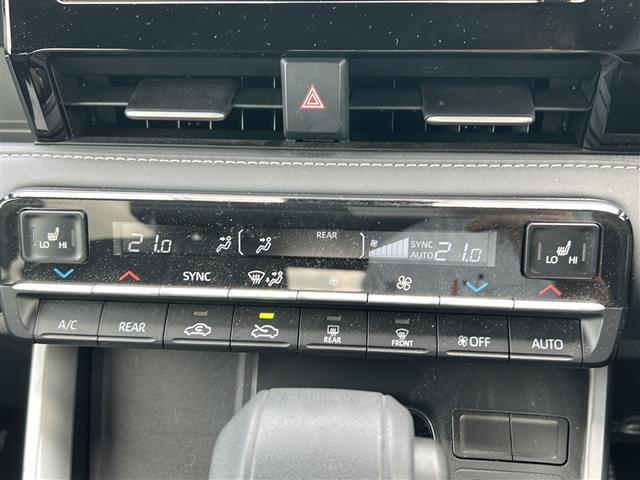 REAR
21.0 SYNC
AUTO 21.0
LO HI
LO HI
SYNC
A/C REAR REAR FRONT OFF AUTO